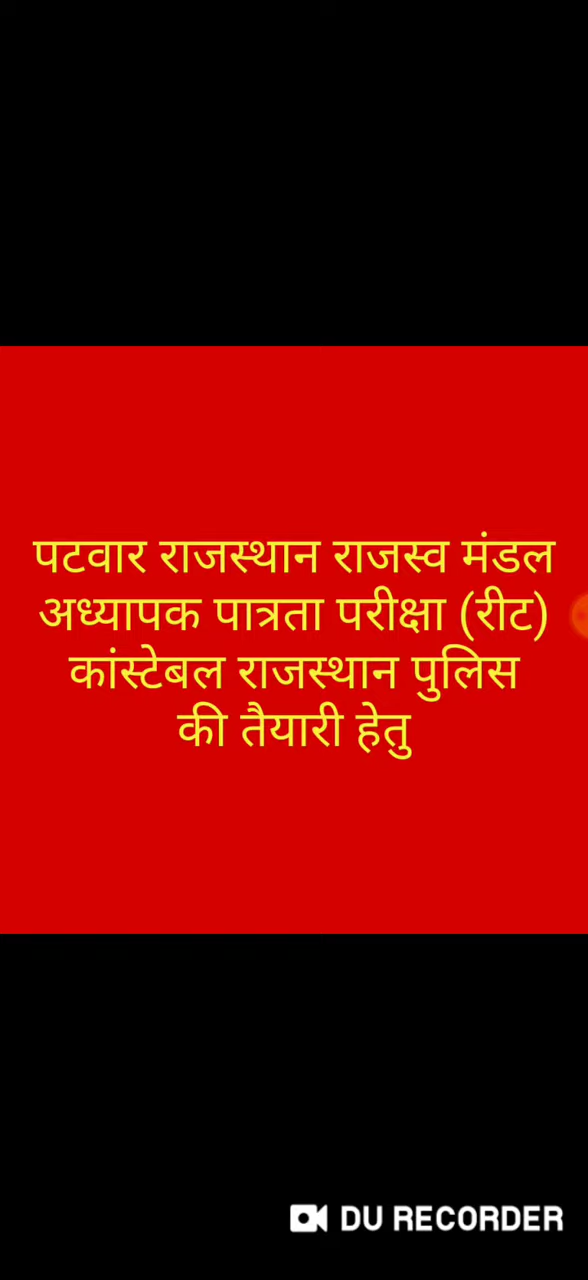 पटवार राजस्थान राजस्व मंडल
अध्यापक पात्रता परीक्षा (रीट)
कांस्टेबल राजस्थान पुलिस
की तैयारी हेतु
DU RECORDER